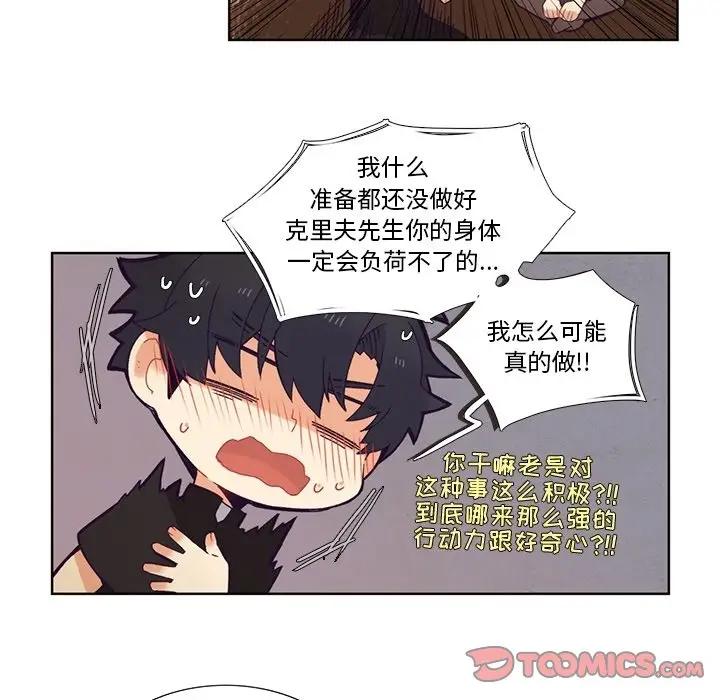 我什么
准备都还没做好
克里夫先生你的身体
一定会负荷不了的...
我怎么可能
真的做!!
你干嘛老是对
这种事这么积极?!!
到底哪来那么强的
行动力跟好奇心?!!
TOOMICS.COM